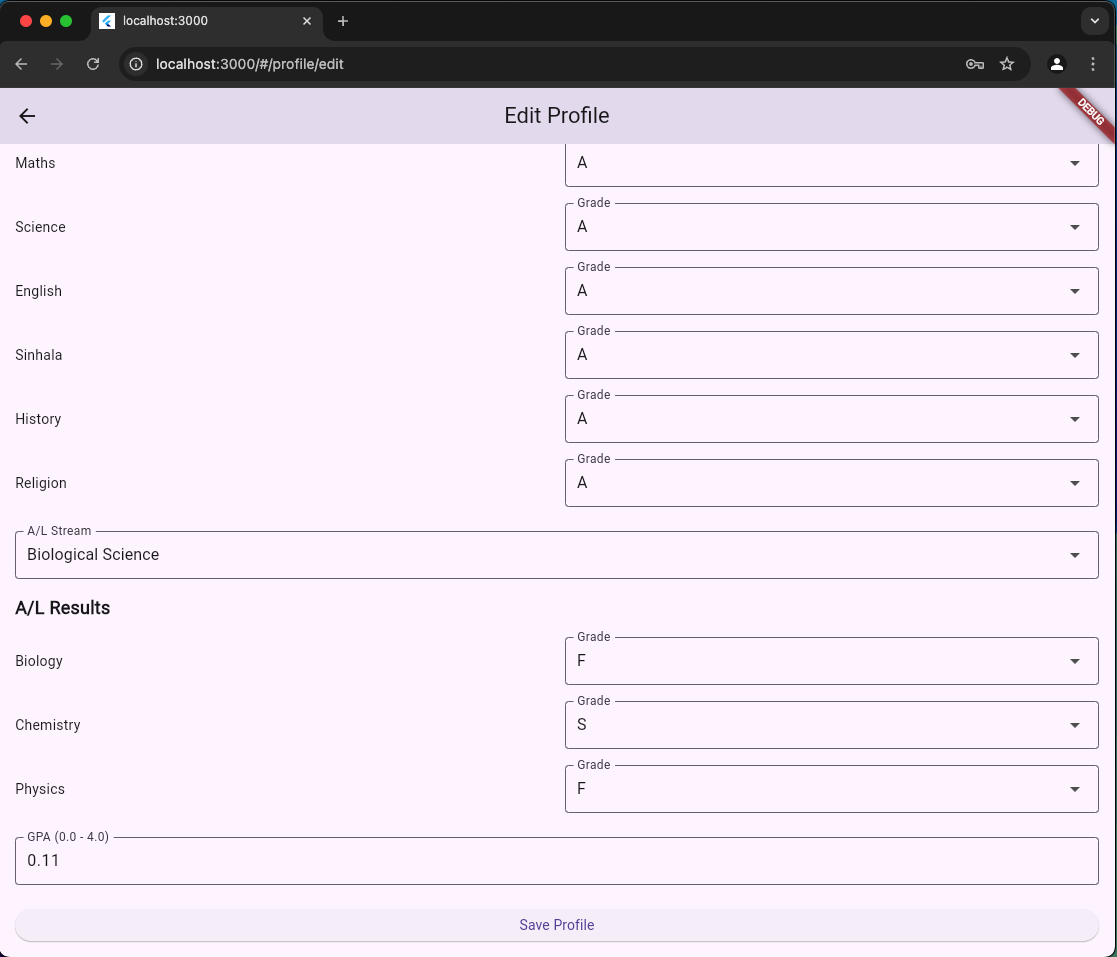 localhost:3000
localhost:3000/#/profile/edit
Edit Profile
DEBUG
Maths
A
Grade
Science
A
Grade
English
A
Grade
Sinhala
A
Grade
History
A
Grade
Religion
A
A/L Stream
Biological Science
A/L Results
Grade
Biology
F
Grade
Chemistry
S
Grade
Physics
F
GPA (0.0 - 4.0)
0.11
Save Profile